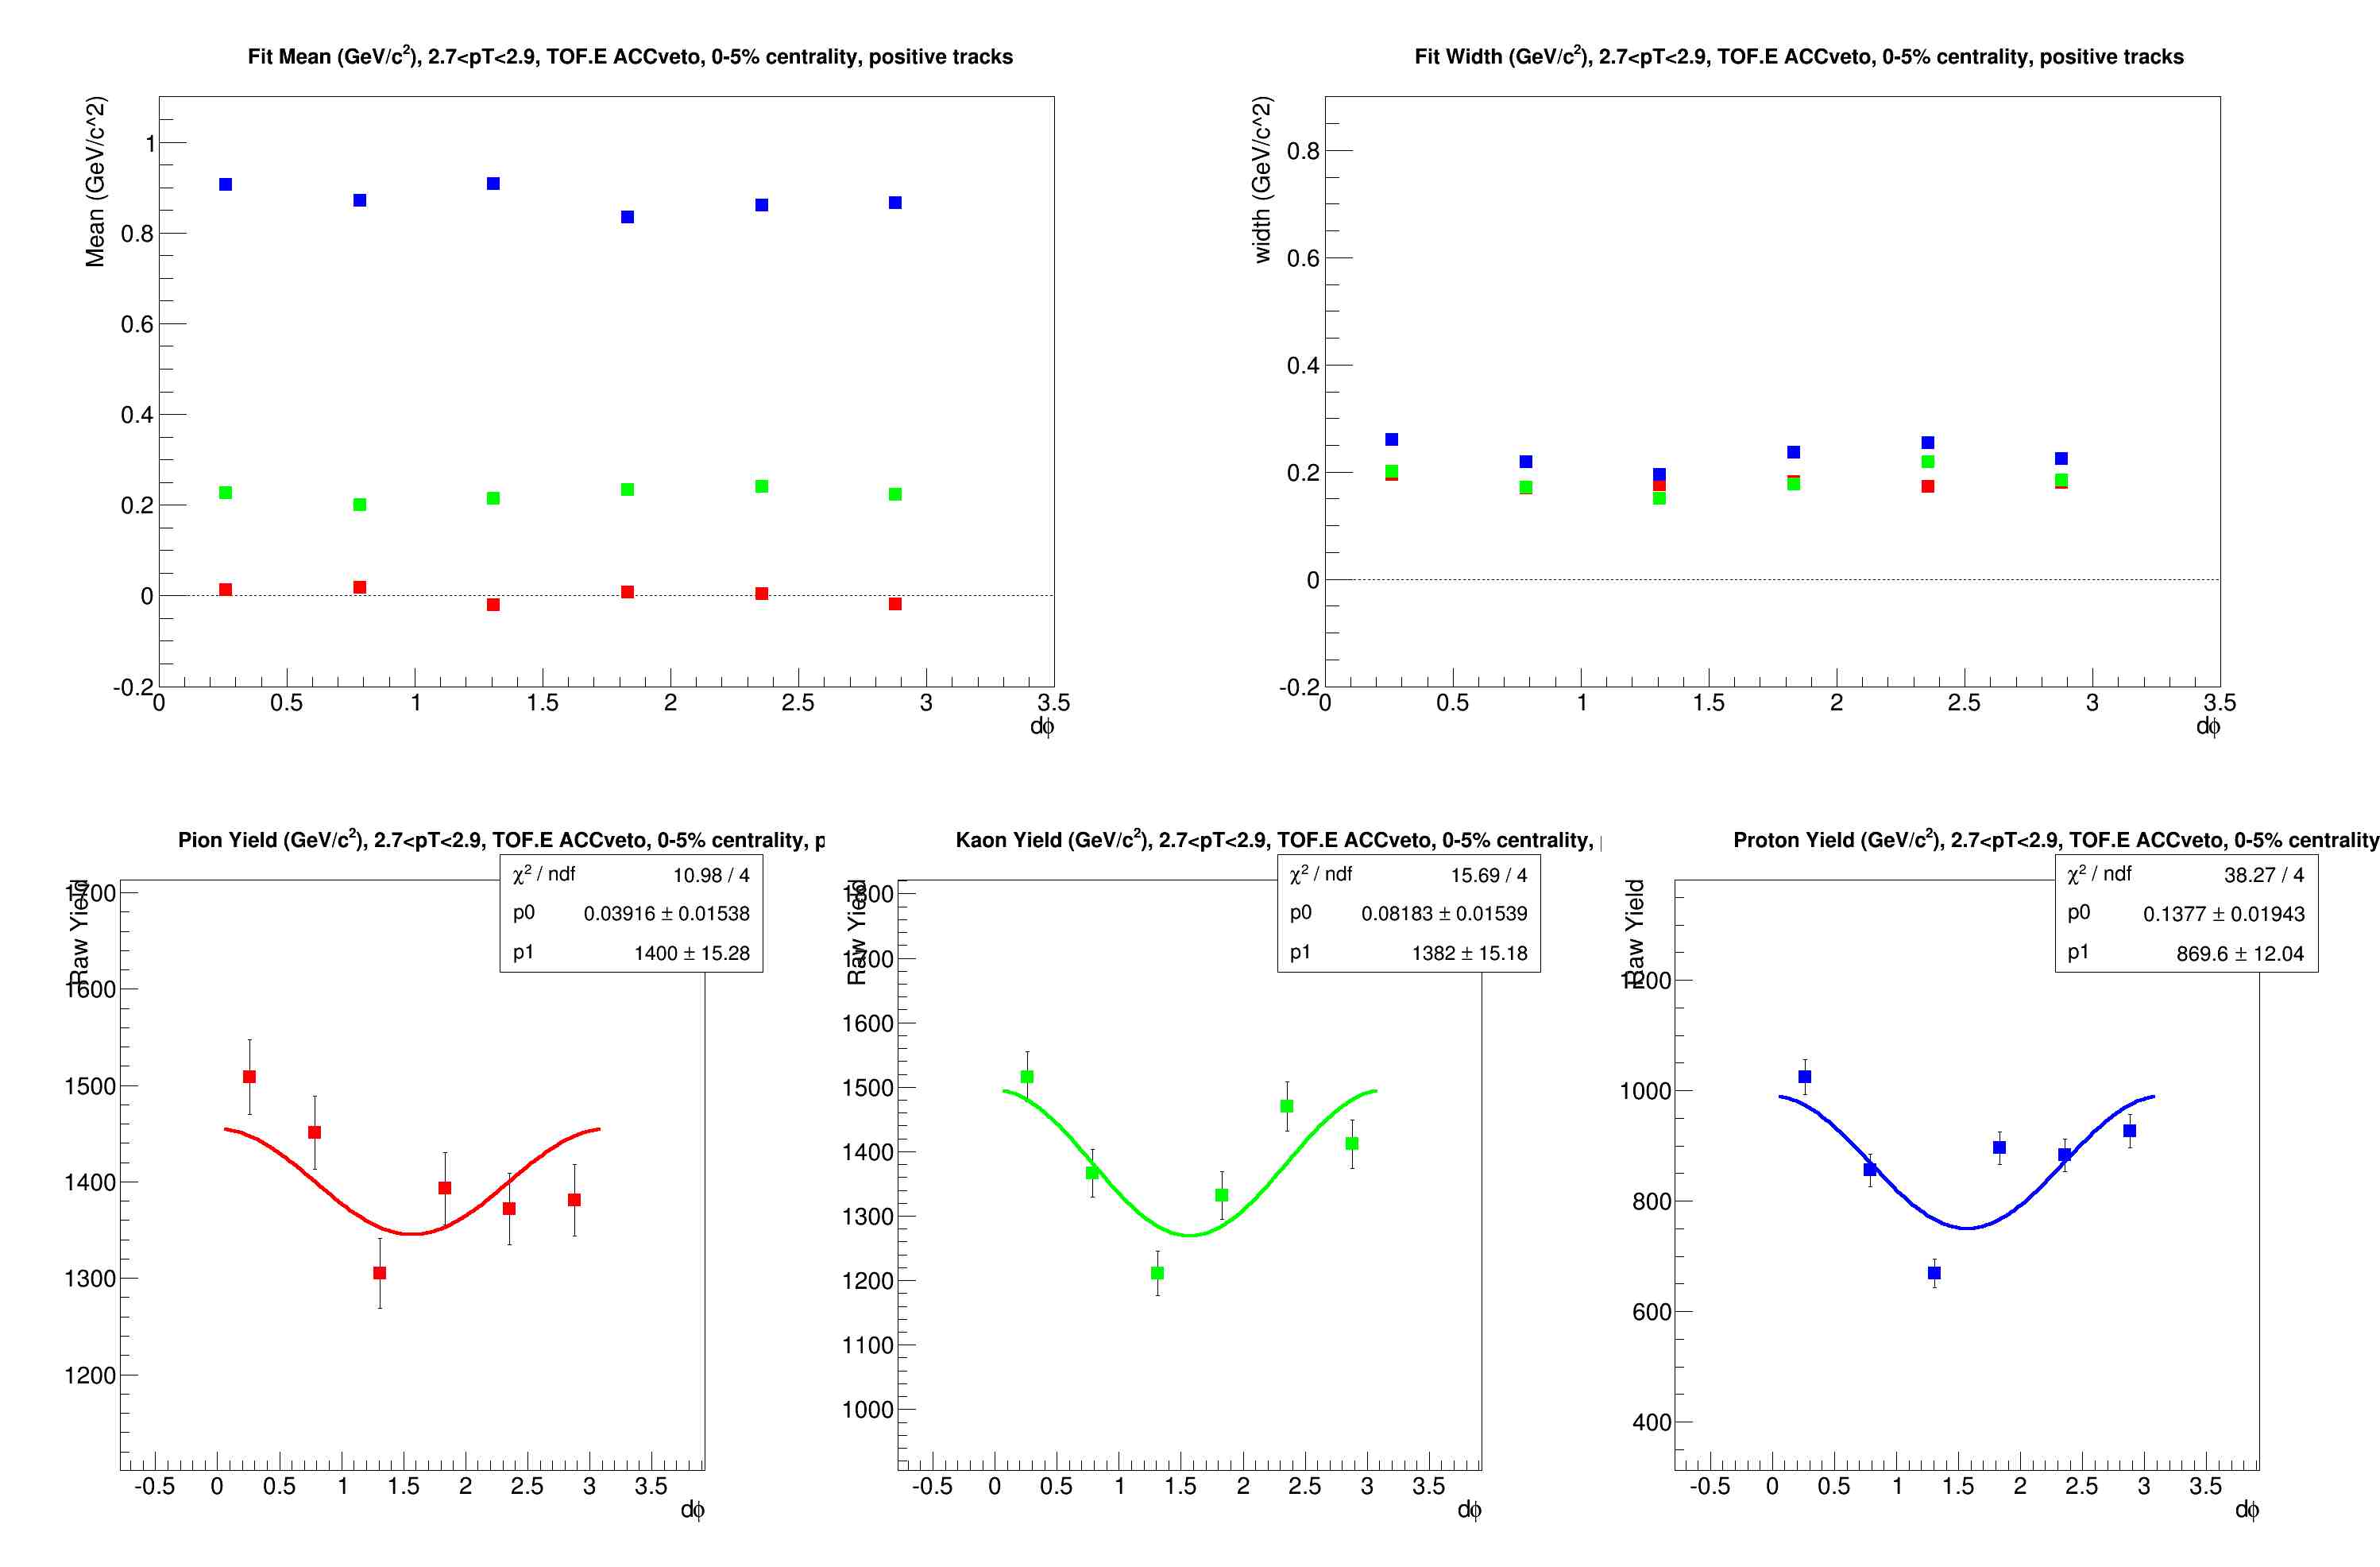 Fit Mean (GeV/c²), 2.7<pT<2.9, TOF.E ACCveto, 0-5% centrality, positive tracks
Mean (GeV/c^2)
1
0.8
0.6
0.4
0.2
0
-0.2
0 0.5 1 1.5 2 2.5 3 3.5
dϕ
Fit Width (GeV/c²), 2.7<pT<2.9, TOF.E ACCveto, 0-5% centrality, positive tracks
width (GeV/c^2)
0.8
0.6
0.4
0.2
0
-0.2
0 0.5 1 1.5 2 2.5 3 3.5
dϕ
Pion Yield (GeV/c²), 2.7<pT<2.9, TOF.E ACCveto, 0-5% centrality, p
χ² / ndf 10.98 / 4
p0 0.03916 ± 0.01538
p1 1400 ± 15.28
Raw Yield
1700
1600
1500
1400
1300
1200
-0.5 0 0.5 1 1.5 2 2.5 3 3.5
dϕ
Kaon Yield (GeV/c²), 2.7<pT<2.9, TOF.E ACCveto, 0-5% centrality,
χ² / ndf 15.69 / 4
p0 0.08183 ± 0.01539
p1 1382 ± 15.18
Raw Yield
1800
1700
1600
1500
1400
1300
1200
1100
1000
-0.5 0 0.5 1 1.5 2 2.5 3 3.5
dϕ
Proton Yield (GeV/c²), 2.7<pT<2.9, TOF.E ACCveto, 0-5% centrality
χ² / ndf 38.27 / 4
p0 0.1377 ± 0.01943
p1 869.6 ± 12.04
Raw Yield
1200
1000
800
600
400
-0.5 0 0.5 1 1.5 2 2.5 3 3.5
dϕ